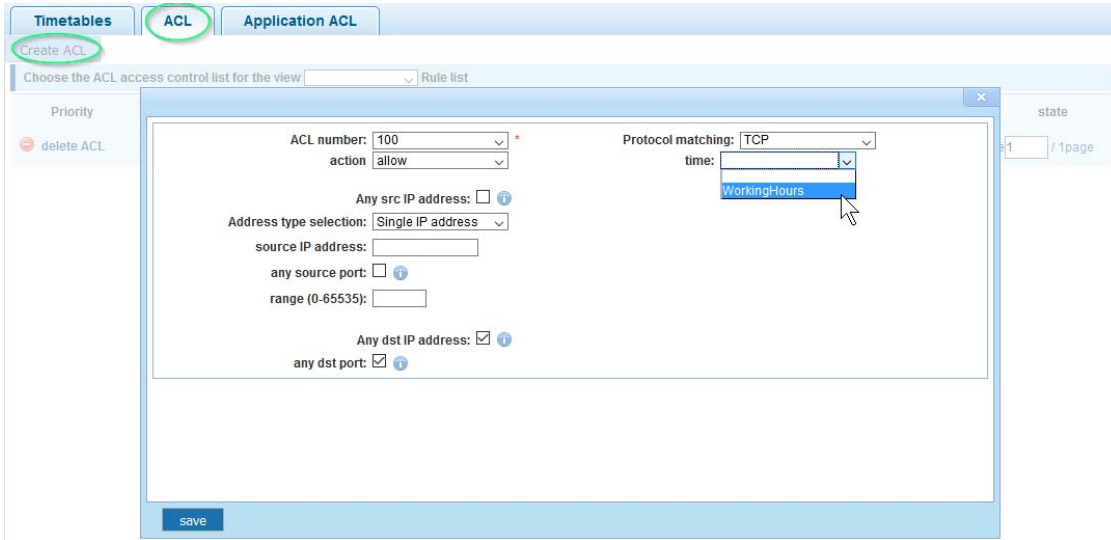 Timetables ACL Application ACL
Create ACL
Choose the ACL access control list for the view Rule list
Priority state
ACL number: 100 * Protocol matching: TCP
delete ACL 1 / 1page
action allow time:
WorkingHours
Any src IP address:
Address type selection: Single IP address
source IP address:
any source port:
range (0-65535):
Any dst IP address:
any dst port:
save